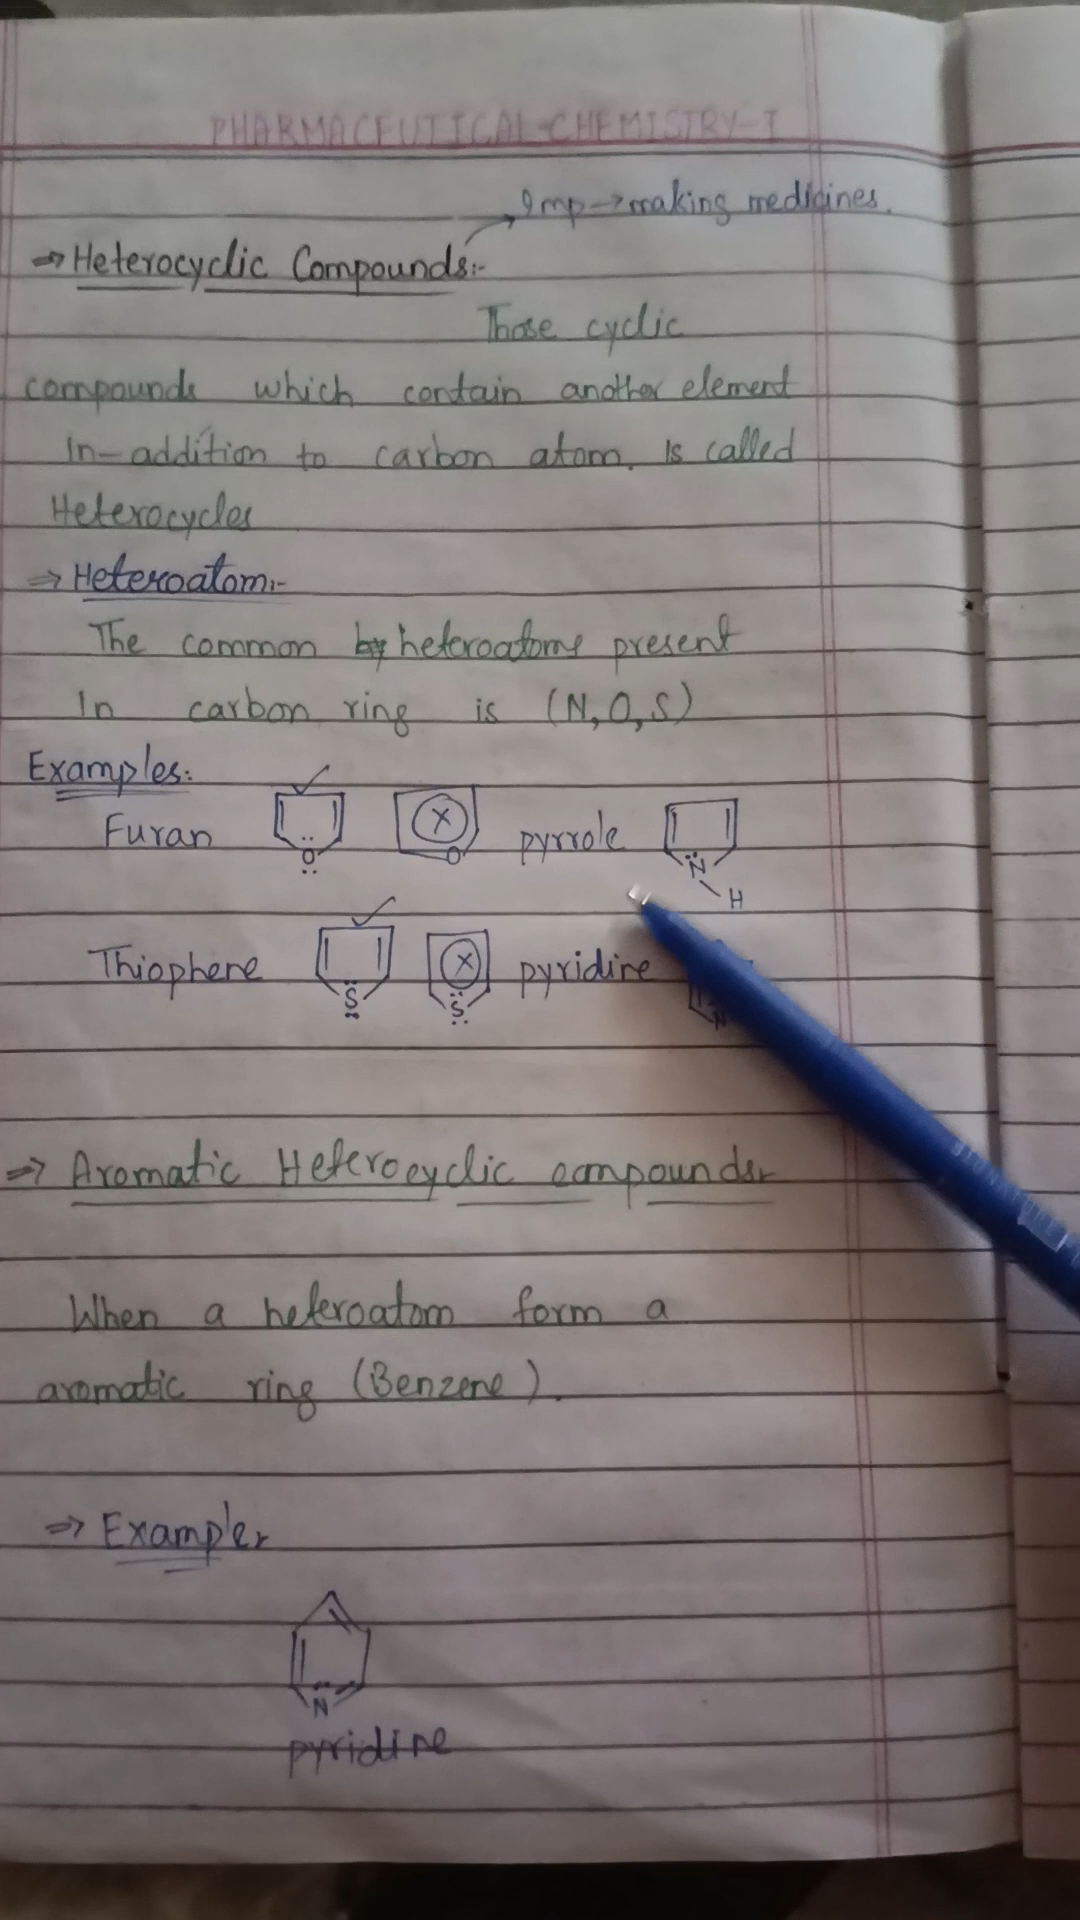 PHARMACEUTICAL-CHEMISTRY-I
Imp→making medicines.
⇒ Heterocyclic Compounds:-
Those cyclic
compounds which contain another element
In-addition to carbon atom. Is called
Heterocycles
⇒ Heteroatom:-
The common heteroatoms present
In carbon ring is (N,O,S)
Examples:
Furan O X O pyrrole N H
Thiophene S X S pyridine N
⇒ Aromatic Heterocyclic compounds:-
When a heteroatom form a
aromatic ring (Benzene).
⇒ Example:-
N
pyridine